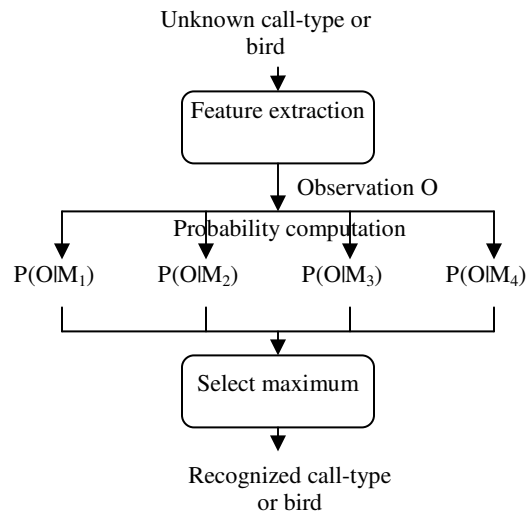 Unknown call-type or
bird
Feature extraction
Observation O
Probability computation
P(O|M₁) P(O|M₂) P(O|M₃) P(O|M₄)
Select maximum
Recognized call-type
or bird